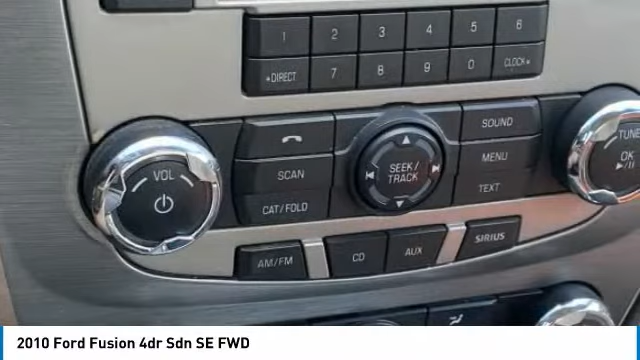 1 2 3 4 5 6
*DIRECT 7 8 9 0 CLOCK*
VOL
SCAN
CAT/FOLD
SEEK/
TRACK
SOUND
MENU
TEXT
TUNE
OK
AM/FM CD AUX SIRIUS
2010 Ford Fusion 4dr Sdn SE FWD